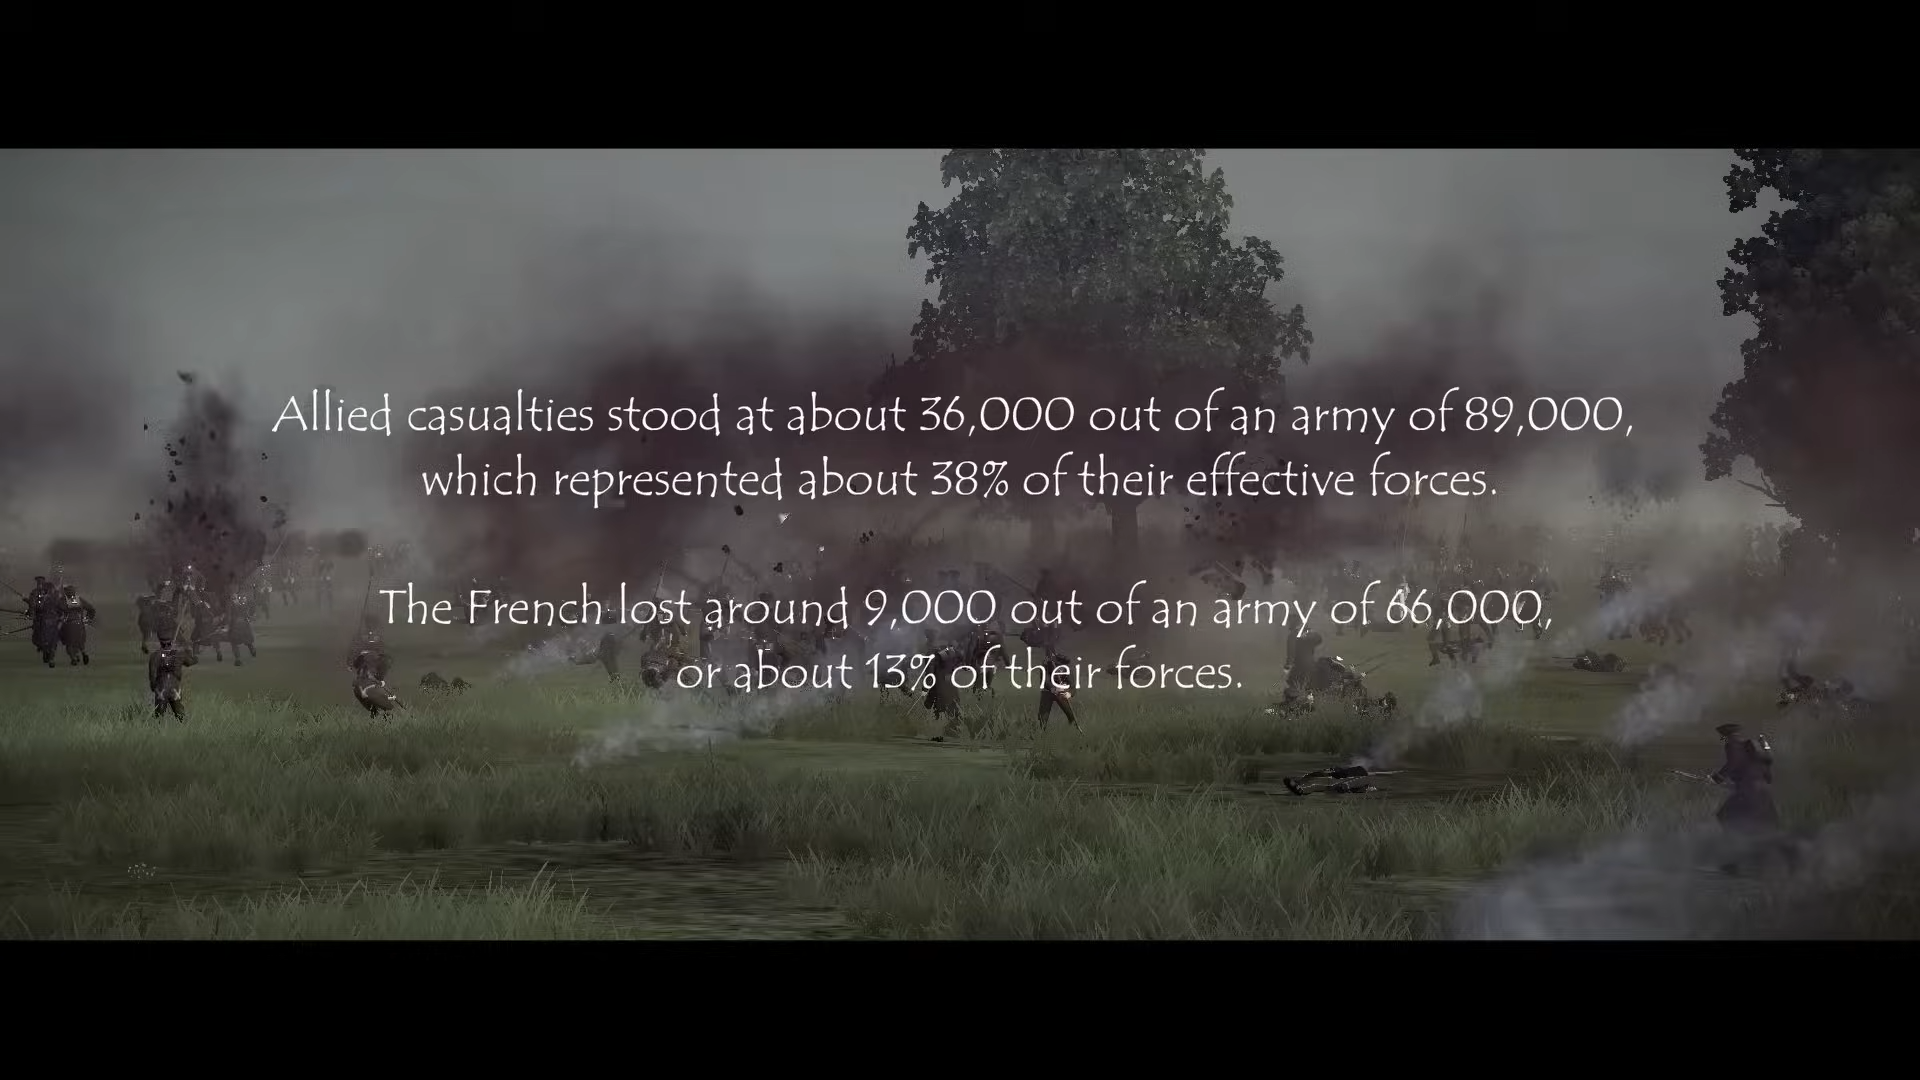 Allied casualties stood at about 36,000 out of an army of 89,000,
which represented about 38% of their effective forces.
The French lost around 9,000 out of an army of 66,000,
or about 13% of their forces.